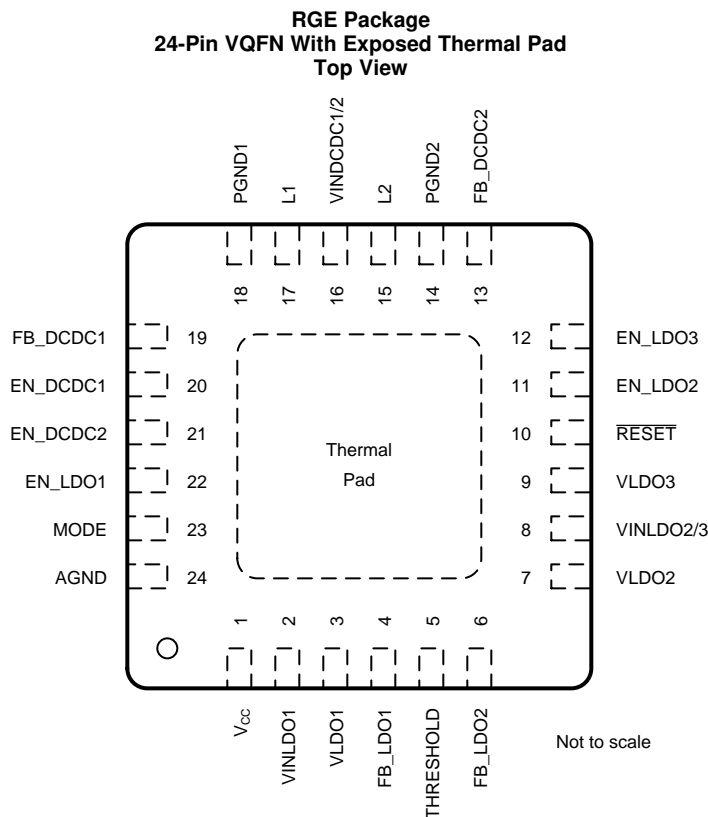 RGE Package
24-Pin VQFN With Exposed Thermal Pad
Top View
PGND1
L1
VINDCDC1/2
L2
PGND2
FB_DCDC2
18
17
16
15
14
13
FB_DCDC1 19
EN_DCDC1 20
EN_DCDC2 21
EN_LDO1 22
MODE 23
AGND 24
Thermal
Pad
12 EN_LDO3
11 EN_LDO2
10 RESET
9 VLDO3
8 VINLDO2/3
7 VLDO2
1
2
3
4
5
6
VCC
VINLDO1
VLDO1
FB_LDO1
THRESHOLD
FB_LDO2
Not to scale